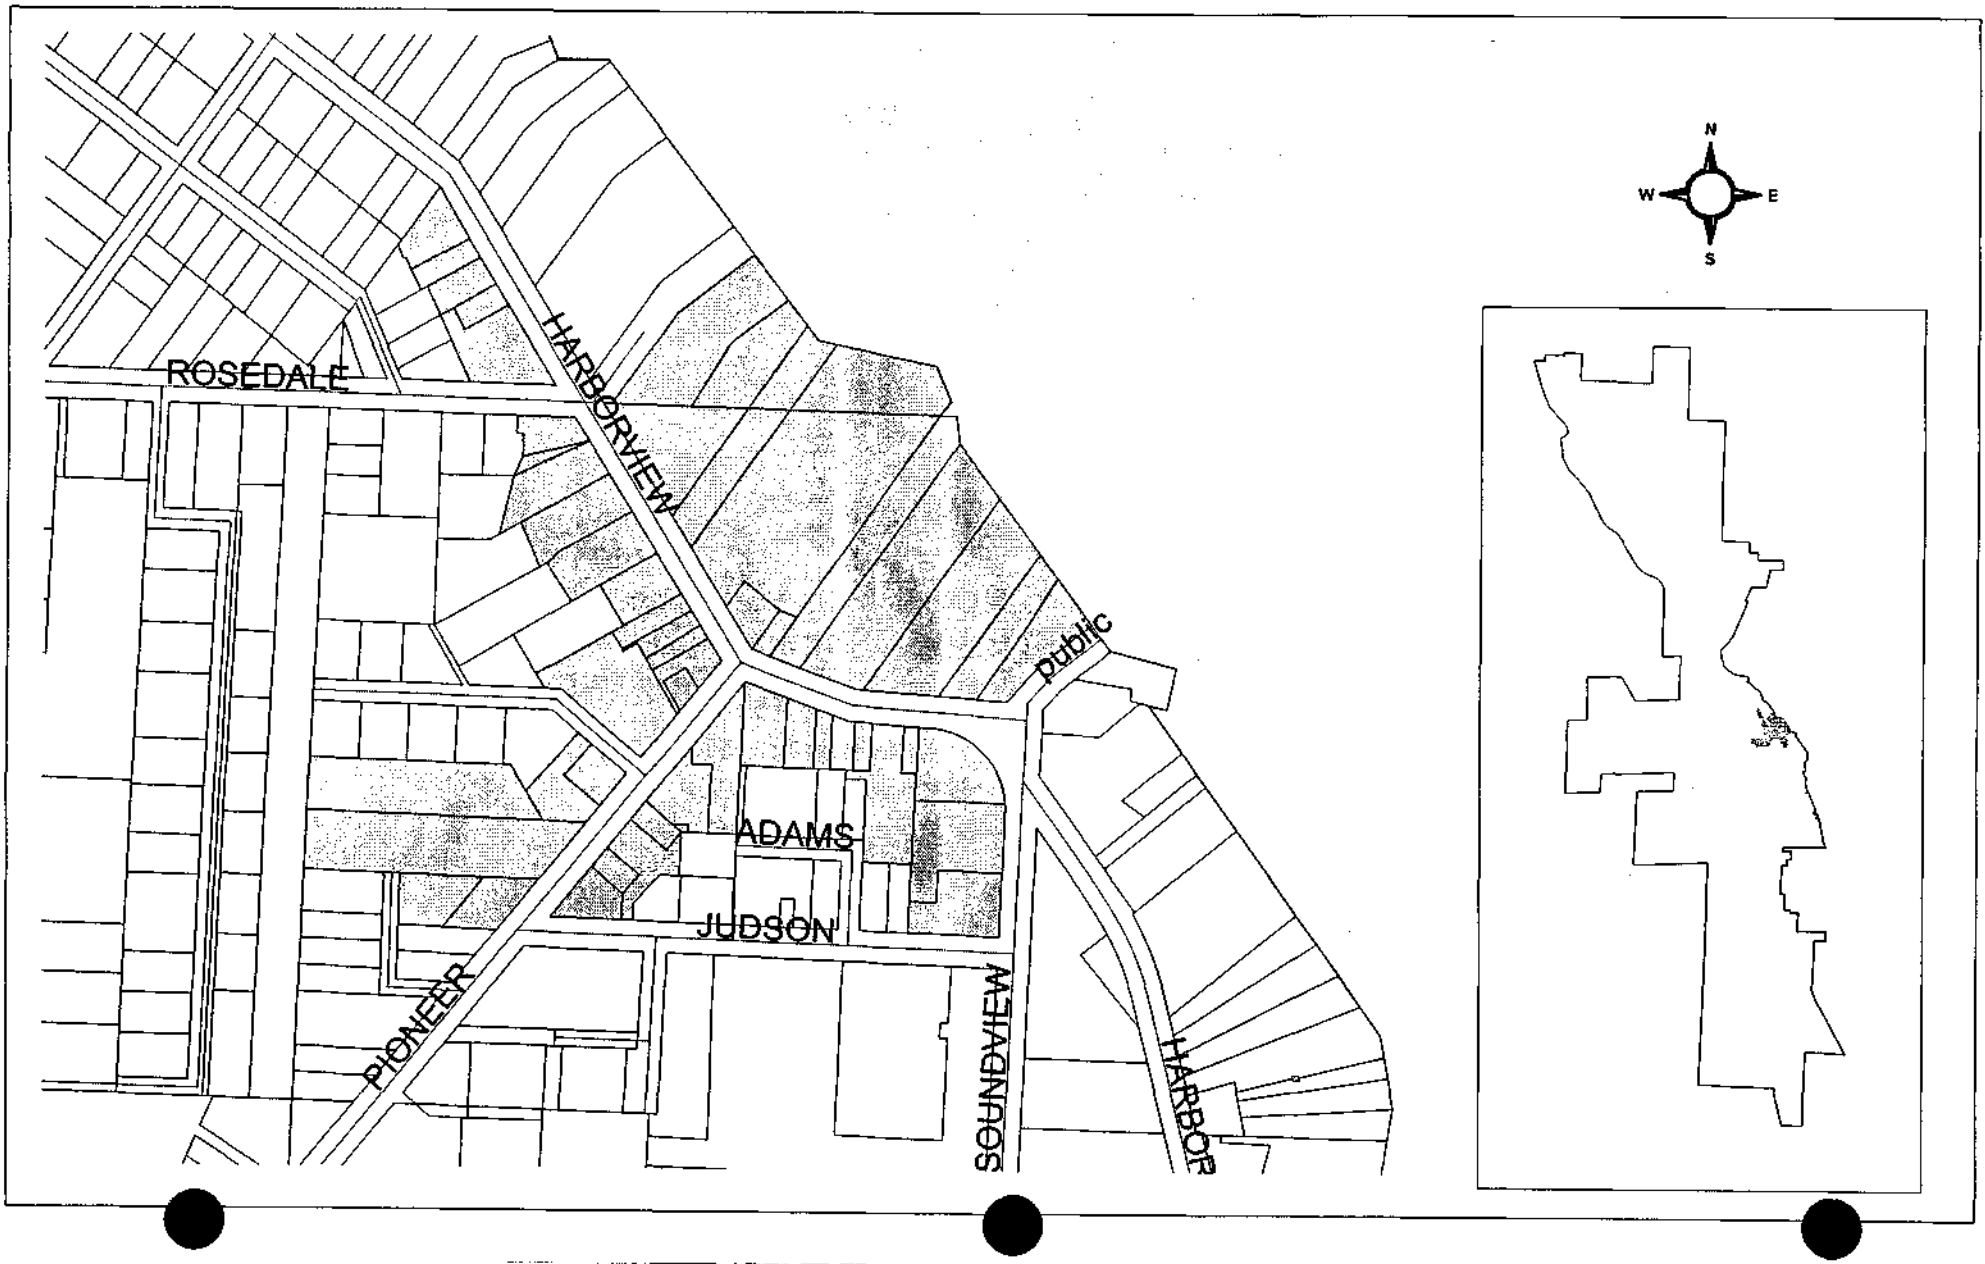 N
W E
S
HARBORVIEW
ROSEDALE
public
ADAMS
JUDSON
PIONEER
SOUNDVIEW
HARBOR